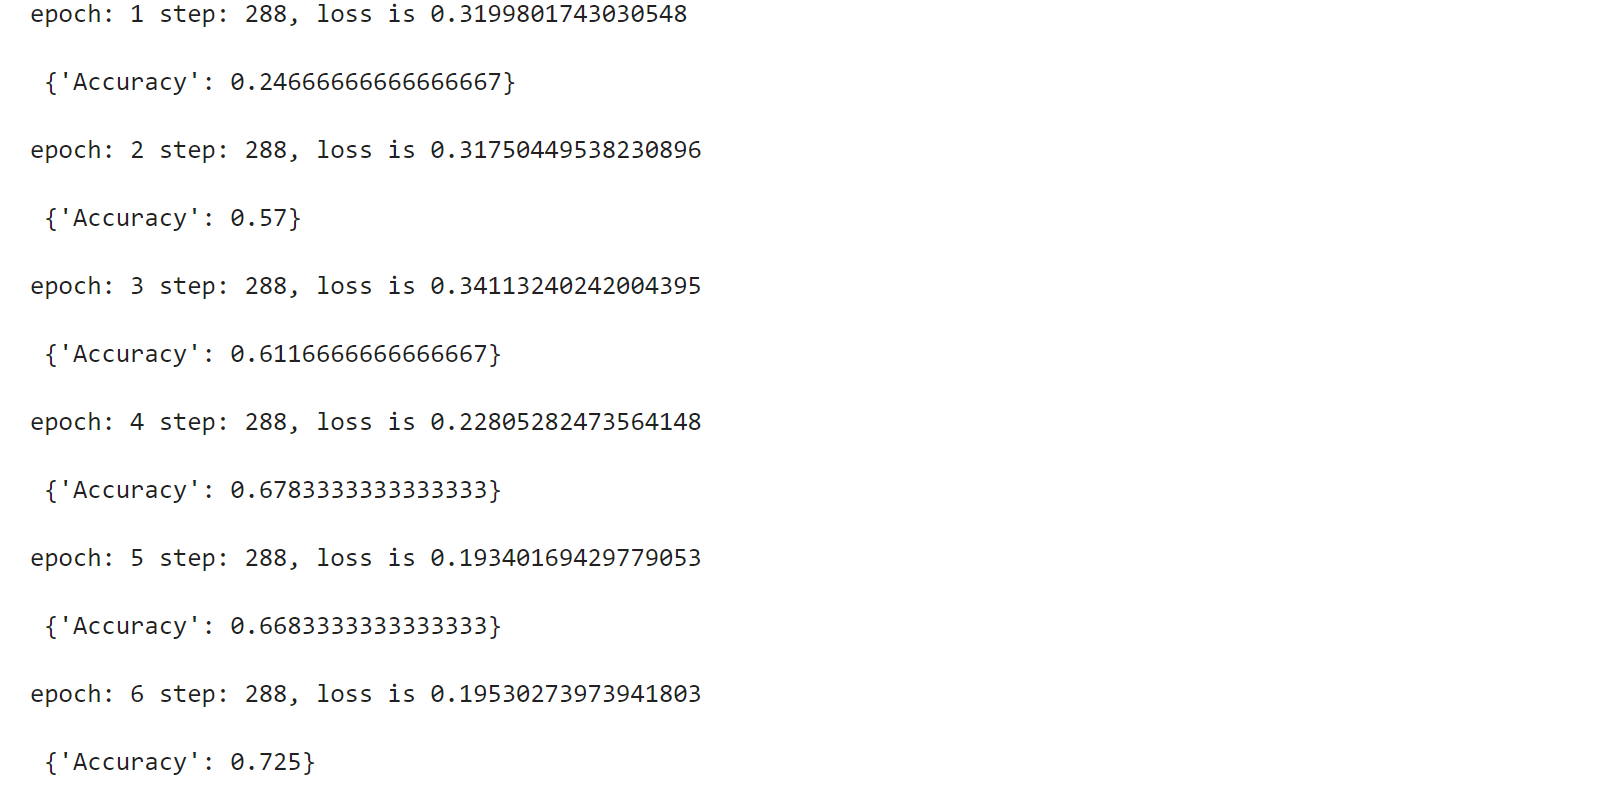 epoch: 1 step: 288, loss is 0.3199801743030548
{'Accuracy': 0.24666666666666667}
epoch: 2 step: 288, loss is 0.31750449538230896
{'Accuracy': 0.57}
epoch: 3 step: 288, loss is 0.34113240242004395
{'Accuracy': 0.6116666666666667}
epoch: 4 step: 288, loss is 0.22805282473564148
{'Accuracy': 0.6783333333333333}
epoch: 5 step: 288, loss is 0.19340169429779053
{'Accuracy': 0.6683333333333333}
epoch: 6 step: 288, loss is 0.19530273973941803
{'Accuracy': 0.725}